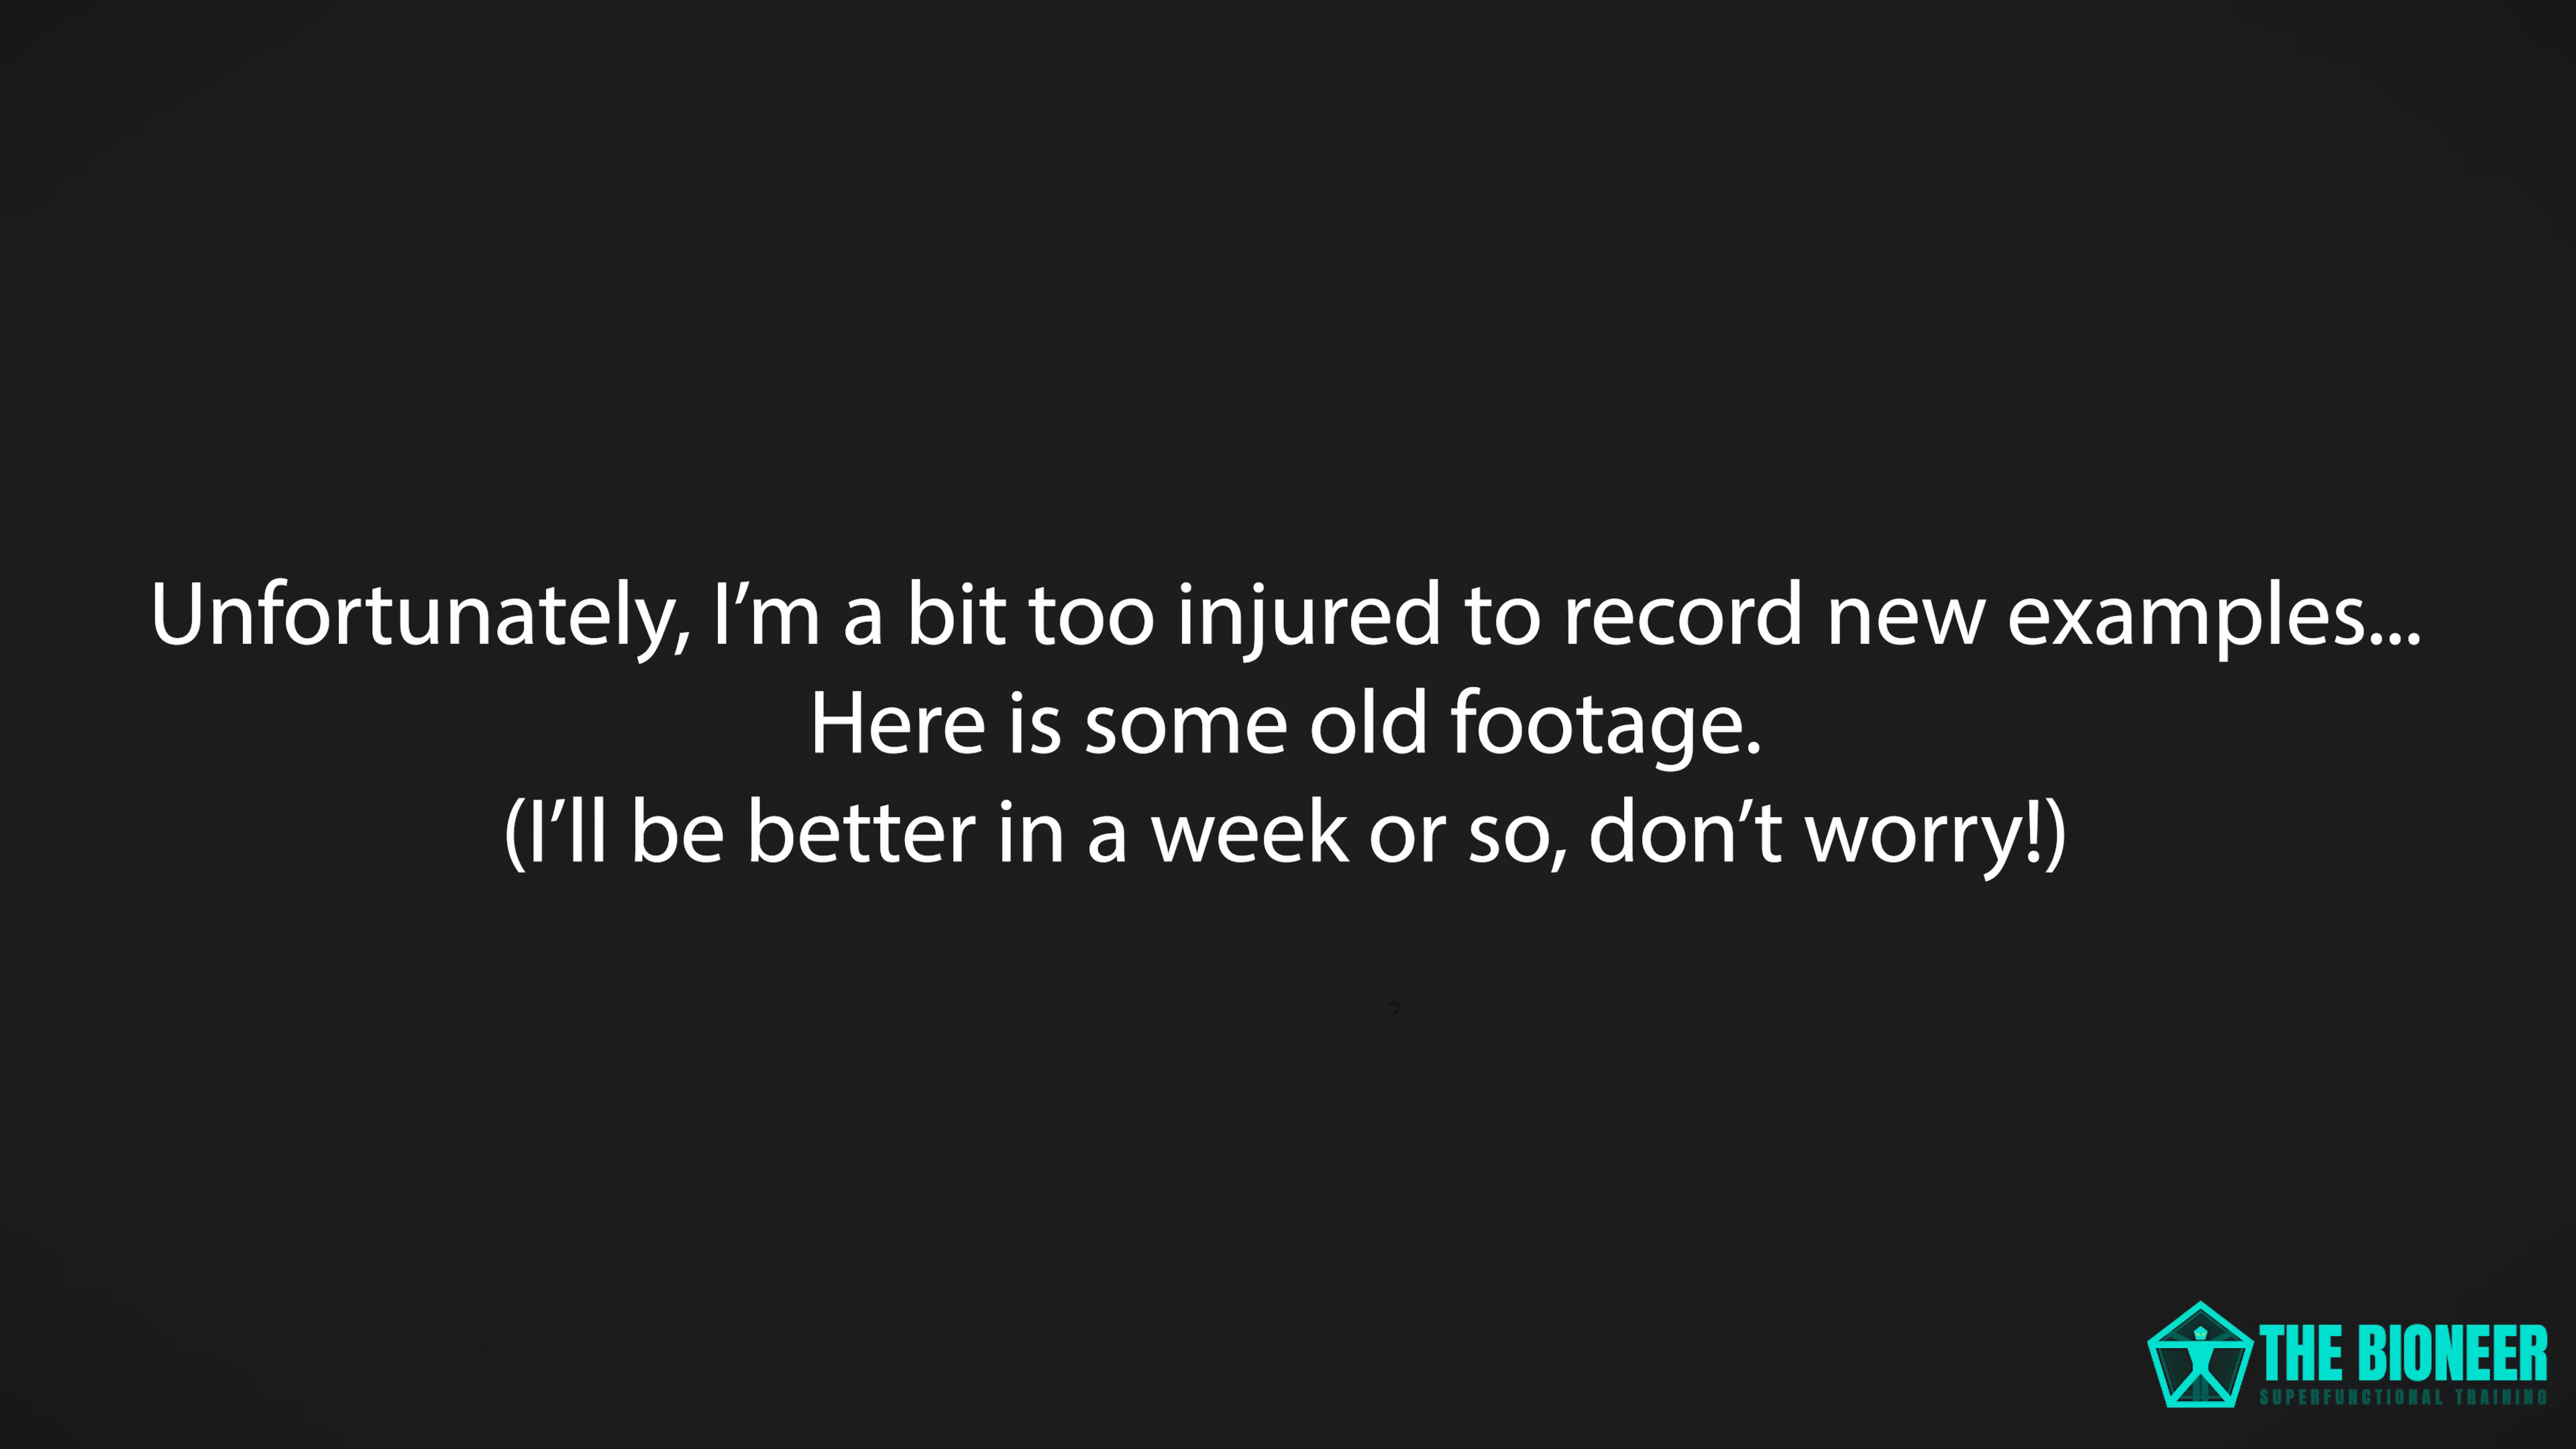 Unfortunately, I’m a bit too injured to record new examples...
Here is some old footage.
(I’ll be better in a week or so, don’t worry!)
THE BIONEER
SUPERFUNCTIONAL TRAINING